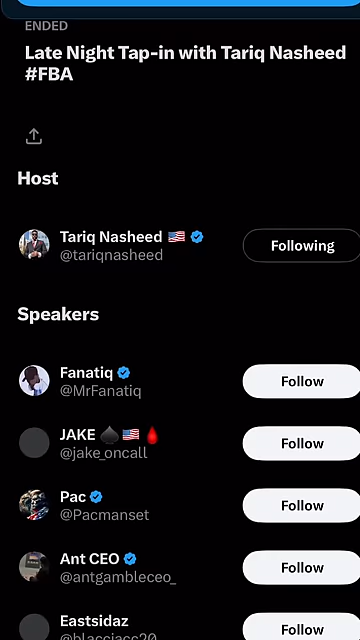 ENDED
Late Night Tap-in with Tariq Nasheed
#FBA
Host
Tariq Nasheed 🇺🇸
@tariqnasheed
Following
Speakers
Fanatiq
@MrFanatiq
Follow
JAKE ♠️🇺🇸🩸
@jake_oncall
Follow
Pac
@Pacmanset
Follow
Ant CEO
@antgambleceo_
Follow
Eastsidaz
@blacciacc20
Follow